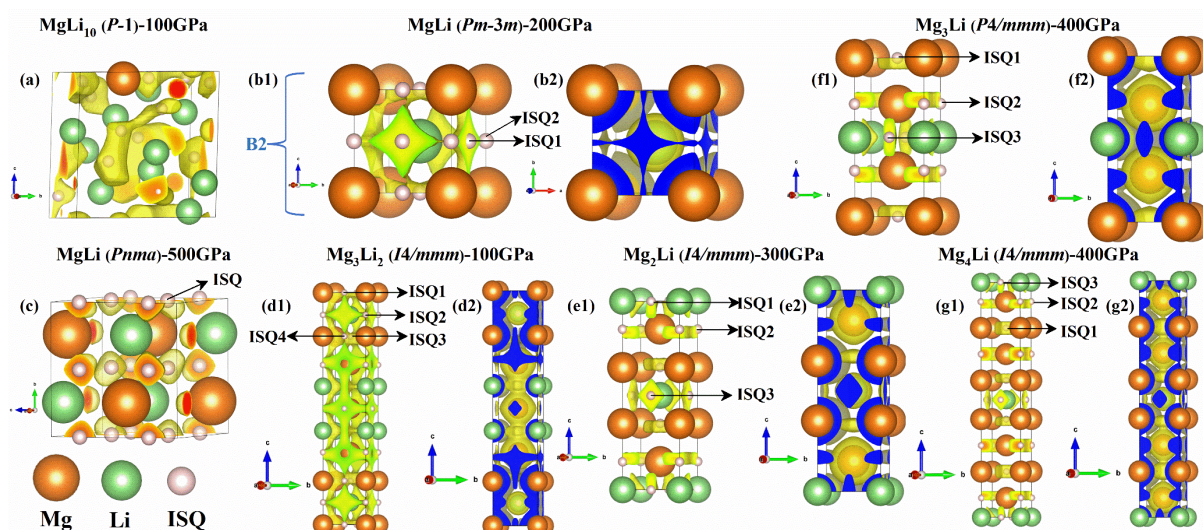 MgLi10 (P-1)-100GPa
MgLi (Pm-3m)-200GPa
Mg3Li (P4/mmm)-400GPa
(a)
(b1)
B2
ISQ2
ISQ1
(b2)
(f1)
ISQ1
ISQ2
ISQ3
(f2)
c
b
c
b
b
a
c
b
MgLi (Pnma)-500GPa
Mg3Li2 (I4/mmm)-100GPa
Mg2Li (I4/mmm)-300GPa
Mg4Li (I4/mmm)-400GPa
(c)
ISQ
(d1)
ISQ1
ISQ2
ISQ4
ISQ3
(d2)
(e1)
ISQ1
ISQ2
ISQ3
(e2)
(g1)
ISQ3
ISQ2
ISQ1
(g2)
c
b
c
b
c
b
c
b
c
b
c
b
Mg
Li
ISQ